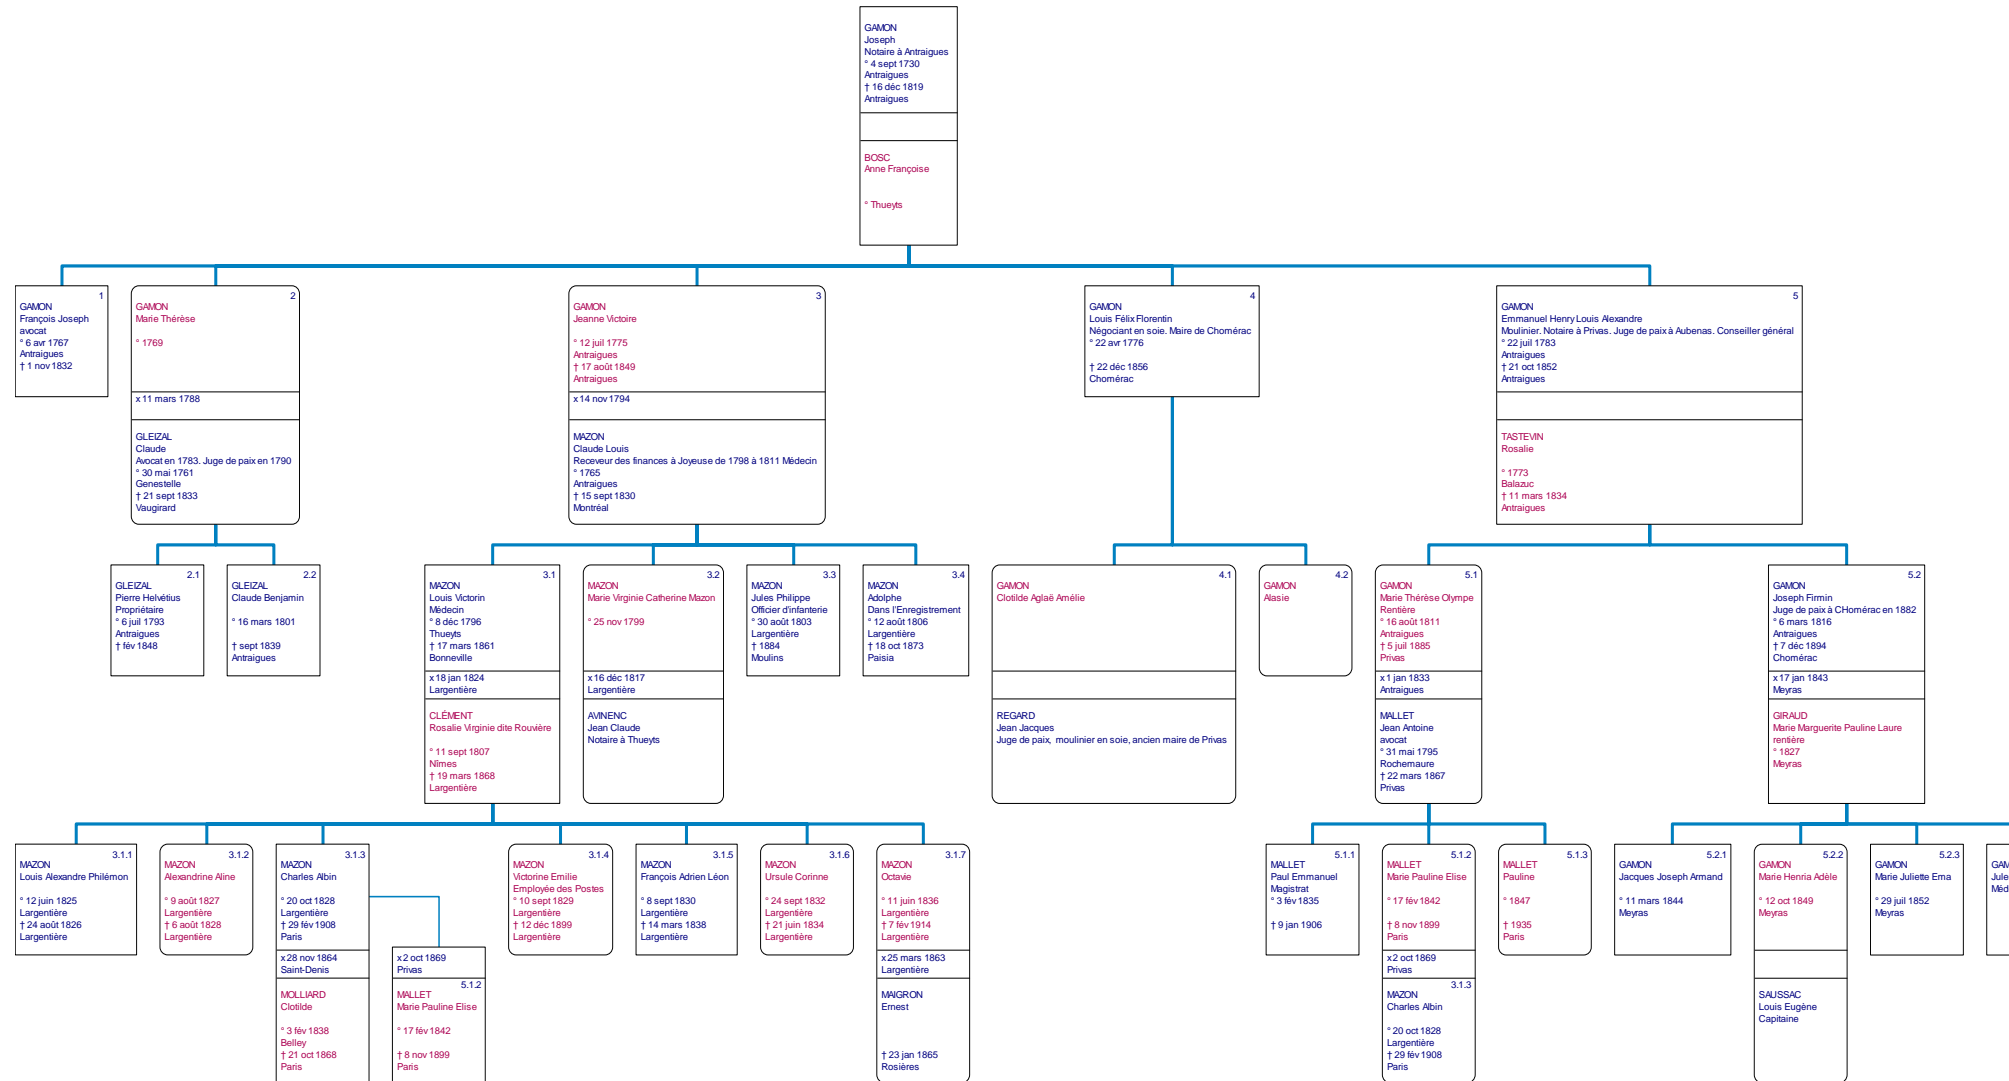 GAMON
Joseph
Notaire à Antraigues
° 4 sept 1730
Antraigues
† 16 déc 1819
Antraigues
BOSC
Anne Françoise
° Thueyts
1
GAMON
François Joseph
avocat
° 6 avr 1767
Antraigues
† 1 nov 1832
2
GAMON
Marie Thérèse
° 1769
x 11 mars 1788
GLEIZAL
Claude
Avocat en 1783. Juge de paix en 1790
° 30 mai 1761
Genestelle
† 21 sept 1833
Vaugirard
3
GAMON
Jeanne Victoire
° 12 juil 1775
Antraigues
† 17 août 1849
Antraigues
x 14 nov 1794
MAZON
Claude Louis
Receveur des finances à Joyeuse de 1798 à 1811 Médecin
° 1765
Antraigues
† 15 sept 1830
Montréal
4
GAMON
Louis Félix Florentin
Négociant en soie. Maire de Chomérac
° 22 avr 1776
† 22 déc 1856
Chomérac
5
GAMON
Emmanuel Henry Louis Alexandre
Moulinier. Notaire à Privas. Juge de paix à Aubenas. Conseiller général
° 22 juil 1783
Antraigues
† 21 oct 1852
Antraigues
TASTEVIN
Rosalie
° 1773
Balazuc
† 11 mars 1834
Antraigues
2.1
GLEIZAL
Pierre Helvétius
Propriétaire
° 6 juil 1793
Antraigues
† fév 1848
2.2
GLEIZAL
Claude Benjamin
° 16 mars 1801
† sept 1839
Antraigues
3.1
MAZON
Louis Victorin
Médecin
° 8 déc 1796
Thueyts
† 17 mars 1861
Bonneville
x 18 jan 1824
Largentière
CLÉMENT
Rosalie Virginie dite Rouvière
° 11 sept 1807
Nîmes
† 19 mars 1868
Largentière
3.2
MAZON
Marie Virginie Catherine Mazon
° 25 nov 1799
x 16 déc 1817
Largentière
AVINENC
Jean Claude
Notaire à Thueyts
3.3
MAZON
Jules Philippe
Officier d'infanterie
° 30 août 1803
Largentière
† 1884
Moulins
3.4
MAZON
Adolphe
Dans l'Enregistrement
° 12 août 1806
Largentière
† 18 oct 1873
Paisia
4.1
GAMON
Clotilde Aglaë Amélie
REGARD
Jean Jacques
Juge de paix, moulinier en soie, ancien maire de Privas
4.2
GAMON
Alasie
5.1
GAMON
Marie Thérèse Olympe
Rentière
° 16 août 1811
Antraigues
† 5 juil 1885
Privas
x 1 jan 1833
Antraigues
MALLET
Jean Antoine
avocat
° 31 mai 1795
Rochemaure
† 22 mars 1867
Privas
5.2
GAMON
Joseph Firmin
Juge de paix à CHomérac en 1882
° 6 mars 1816
Antraigues
† 7 déc 1894
Chomérac
x 17 jan 1843
Meyras
GIRAUD
Marie Marguerite Pauline Laure
rentière
° 1827
Meyras
3.1.1
MAZON
Louis Alexandre Philémon
° 12 juin 1825
Largentière
† 24 août 1826
Largentière
3.1.2
MAZON
Alexandrine Aline
° 9 août 1827
Largentière
† 6 août 1828
Largentière
3.1.3
MAZON
Charles Albin
° 20 oct 1828
Largentière
† 29 fév 1908
Paris
x 28 nov 1864
Saint-Denis
MOLLIARD
Clotilde
° 3 fév 1838
Belley
† 21 oct 1868
Paris
x 2 oct 1869
Privas
5.1.2
MALLET
Marie Pauline Elise
° 17 fév 1842
† 8 nov 1899
Paris
3.1.4
MAZON
Victorine Emilie
Employée des Postes
° 10 sept 1829
Largentière
† 12 déc 1899
Largentière
3.1.5
MAZON
François Adrien Léon
° 8 sept 1830
Largentière
† 14 mars 1838
Largentière
3.1.6
MAZON
Ursule Corinne
° 24 sept 1832
Largentière
† 21 juin 1834
Largentière
3.1.7
MAZON
Octavie
° 11 juin 1836
Largentière
† 7 fév 1914
Largentière
x 25 mars 1863
Largentière
MAIGRON
Ernest
† 23 jan 1865
Rosières
5.1.1
MALLET
Paul Emmanuel
Magistrat
° 3 fév 1835
† 9 jan 1906
5.1.2
MALLET
Marie Pauline Elise
° 17 fév 1842
† 8 nov 1899
Paris
x 2 oct 1869
Privas
3.1.3
MAZON
Charles Albin
° 20 oct 1828
Largentière
† 29 fév 1908
Paris
5.1.3
MALLET
Pauline
° 1847
† 1935
Paris
5.2.1
GAMON
Jacques Joseph Armand
° 11 mars 1844
Meyras
5.2.2
GAMON
Marie Henria Adèle
° 12 oct 1849
Meyras
SAUSSAC
Louis Eugène
Capitaine
5.2.3
GAMON
Marie Juliette Ema
° 29 juil 1852
Meyras
GAM
Jule
Méd